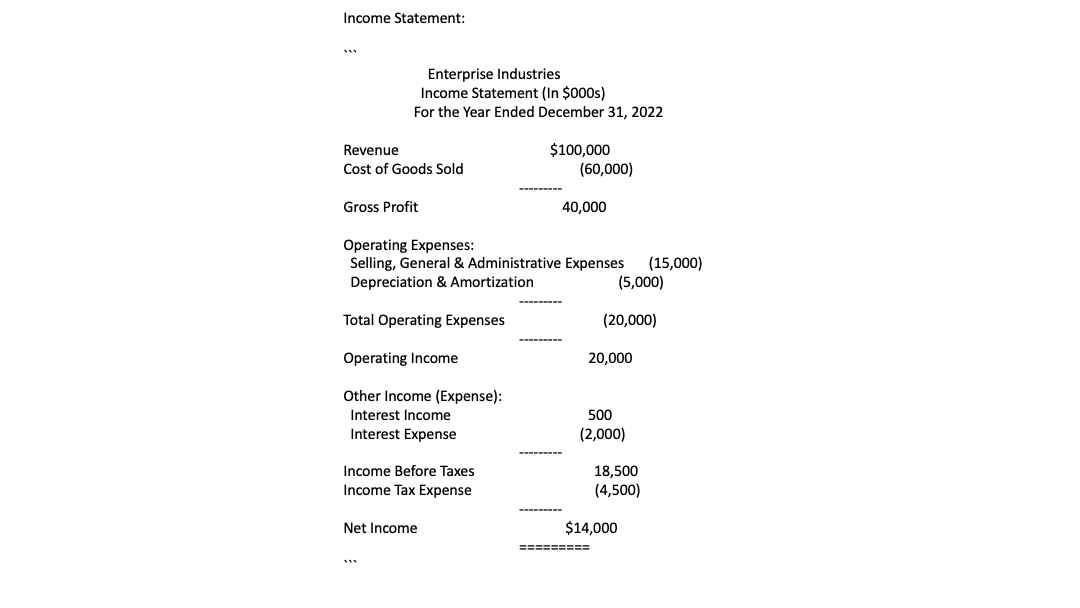 Income Statement:
```
Enterprise Industries
Income Statement (In $000s)
For the Year Ended December 31, 2022
Revenue $100,000
Cost of Goods Sold (60,000)
---------
Gross Profit 40,000
Operating Expenses:
Selling, General & Administrative Expenses (15,000)
Depreciation & Amortization (5,000)
---------
Total Operating Expenses (20,000)
---------
Operating Income 20,000
Other Income (Expense):
Interest Income 500
Interest Expense (2,000)
---------
Income Before Taxes 18,500
Income Tax Expense (4,500)
---------
Net Income $14,000
=========
```